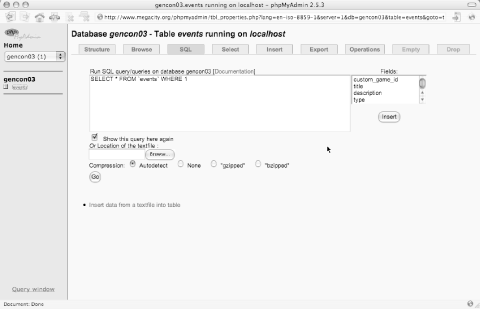 gencon03.events running on localhost - phpMyAdmin 2.5.3
http://www.megacity.org/phpmyadmin/tbl_properties.php?lang=en-iso-8859-1&server=1&db=gencon03&table=events&goto=t
Database gencon03 - Table events running on localhost
Structure Browse SQL Select Insert Export Operations Empty Drop
Home
gencon03 (1)
gencon03
events
Run SQL query/queries on database gencon03 [Documentation]
Fields:
SELECT * FROM `events` WHERE 1
custom_game_id
title
description
type
Insert
Show this query here again
Or Location of the textfile :
Browse...
Compression: Autodetect None "gzipped" "bzipped"
Go
Insert data from a textfile into table
Query window
Document: Done